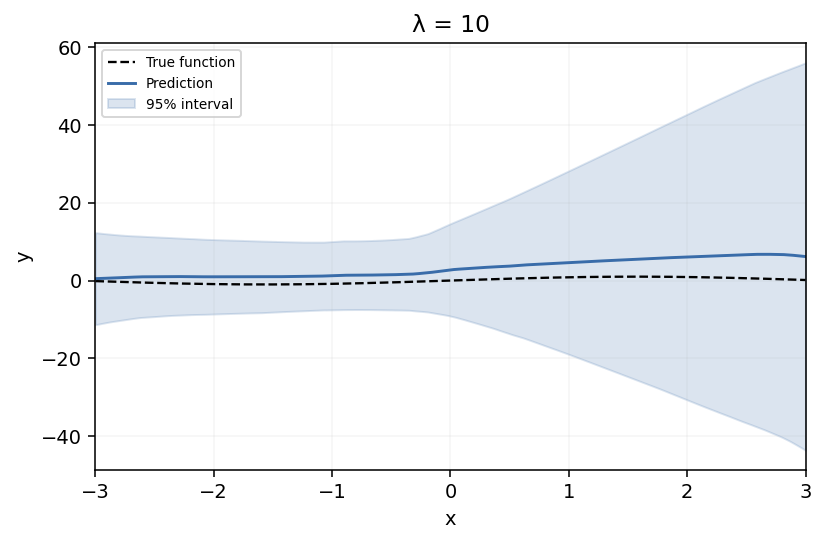 λ = 10
True function
Prediction
95% interval
60
40
20
0
−20
−40
y
−3
−2
−1
0
1
2
3
x